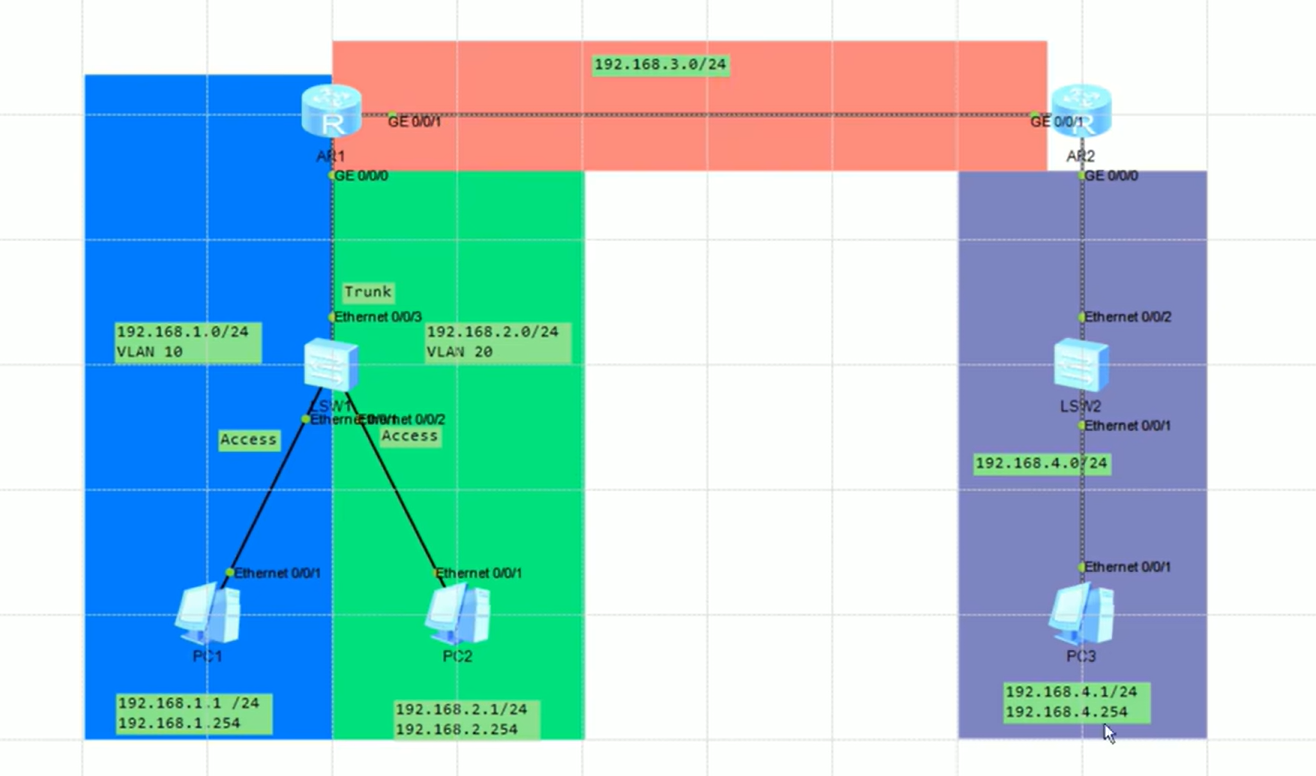 192.168.3.0/24
R
GE 0/0/1
GE 0/0/1
R
AR1
AR2
GE 0/0/0
GE 0/0/0
Trunk
Ethernet 0/0/3
Ethernet 0/0/2
192.168.1.0/24
VLAN 10
192.168.2.0/24
VLAN 20
LSW1
LSW2
Ethernet 0/0/1
Ethernet 0/0/2
Ethernet 0/0/1
Access
Access
192.168.4.0/24
Ethernet 0/0/1
Ethernet 0/0/1
Ethernet 0/0/1
PC1
PC2
PC3
192.168.1.1 /24
192.168.1.254
192.168.2.1/24
192.168.2.254
192.168.4.1/24
192.168.4.254